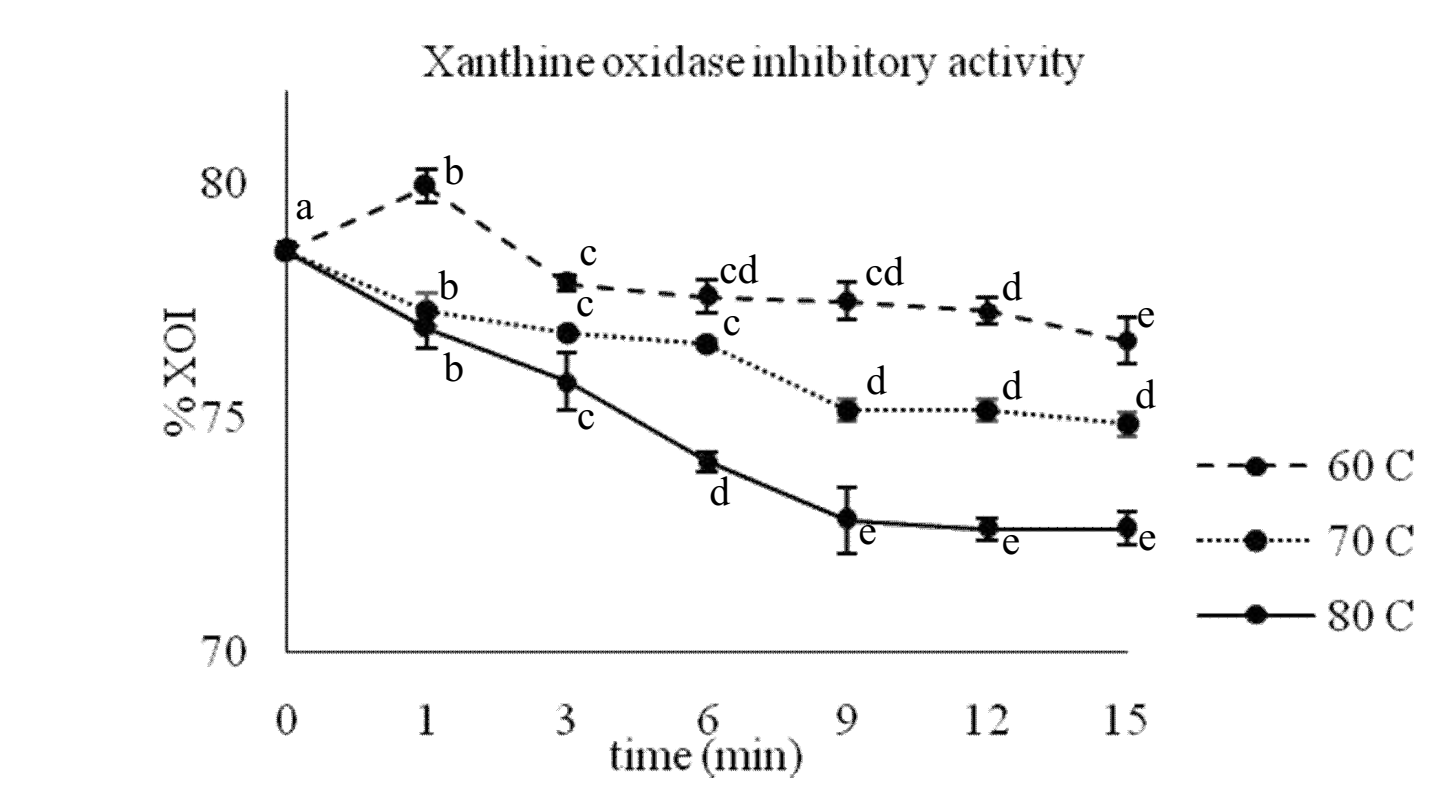 Xanthine oxidase inhibitory activity
80
75
70
% XOI
a
b
c
cd
cd
d
e
b
c
c
d
d
d
b
c
d
e
e
e
60 C
70 C
80 C
0 1 3 6 9 12 15
time (min)